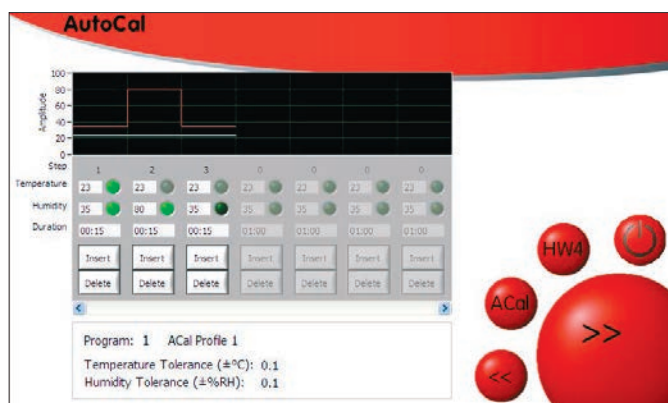 AutoCal
100
80
60
40
20
0
Amplitude
Step 1 2 3 0 0 0 0
Temperature 23 23 23 23 23 23 23
Humidity 35 80 35 35 35 35 35
Duration 00:15 00:15 00:15 01:00 01:00 01:00 01:00
Insert Insert Insert Insert Insert Insert Insert
Delete Delete Delete Delete Delete Delete Delete
Program: 1 ACal Profile 1
Temperature Tolerance (±ºC): 0.1
Humidity Tolerance (±%RH): 0.1
HW4
ACal
>>
<<